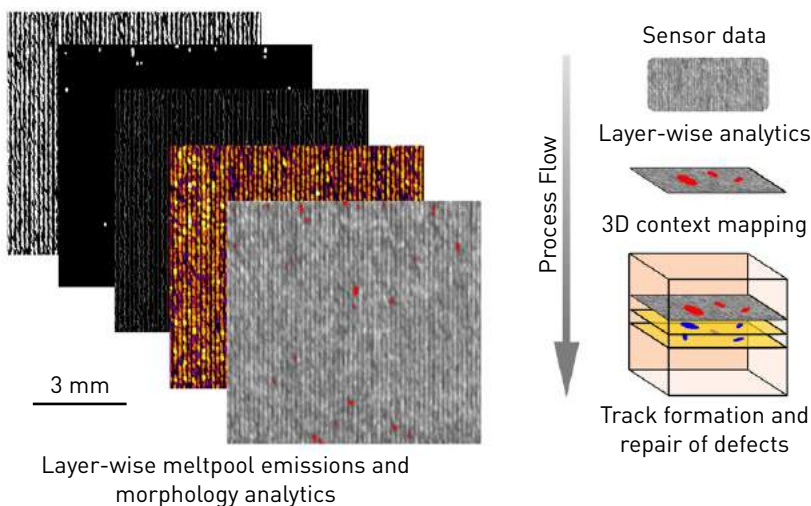 3 mm
Layer-wise meltpool emissions and
morphology analytics
Process Flow
Sensor data
Layer-wise analytics
3D context mapping
Track formation and
repair of defects